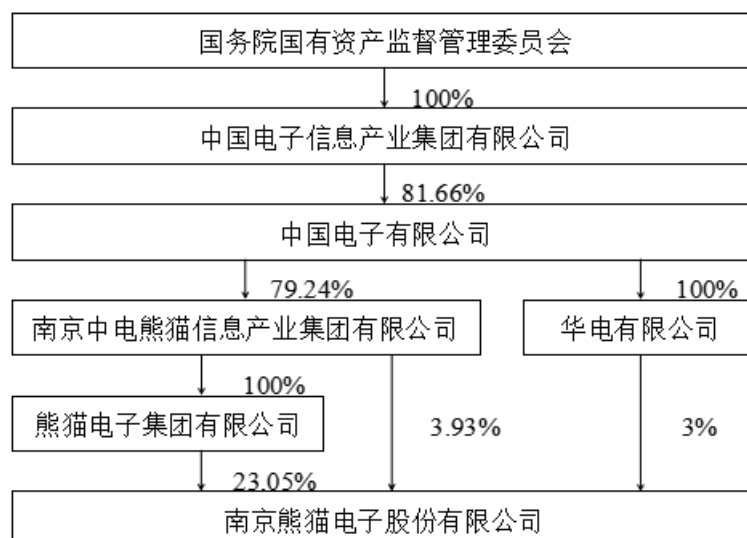 国务院国有资产监督管理委员会
100%
中国电子信息产业集团有限公司
81.66%
中国电子有限公司
79.24%
100%
南京中电熊猫信息产业集团有限公司
华电有限公司
100%
熊猫电子集团有限公司
3.93%
3%
23.05%
南京熊猫电子股份有限公司